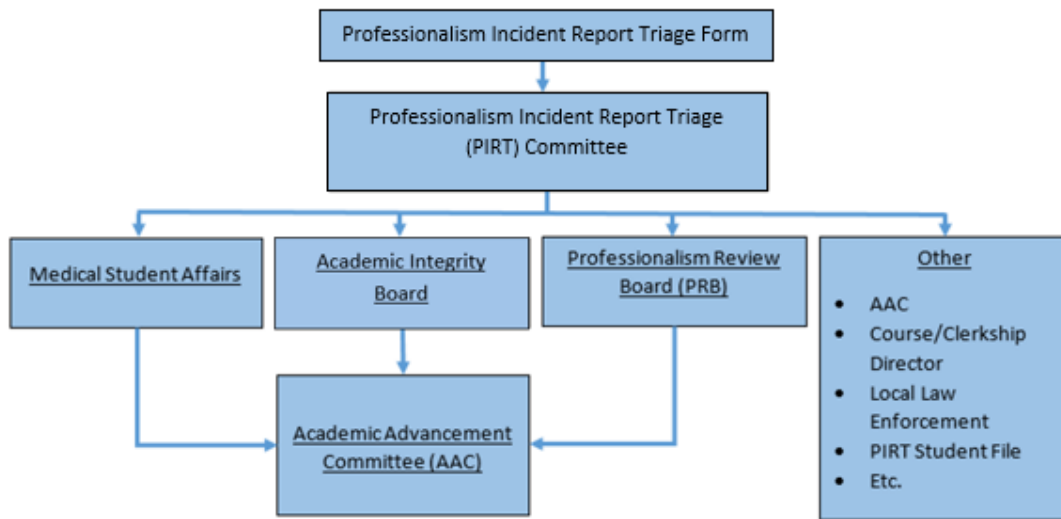 Professionalism Incident Report Triage Form
Professionalism Incident Report Triage
(PIRT) Committee
Medical Student Affairs
Academic Integrity
Board
Professionalism Review
Board (PRB)
Other
• AAC
• Course/Clerkship
Director
• Local Law
Enforcement
• PIRT Student File
• Etc.
Academic Advancement
Committee (AAC)